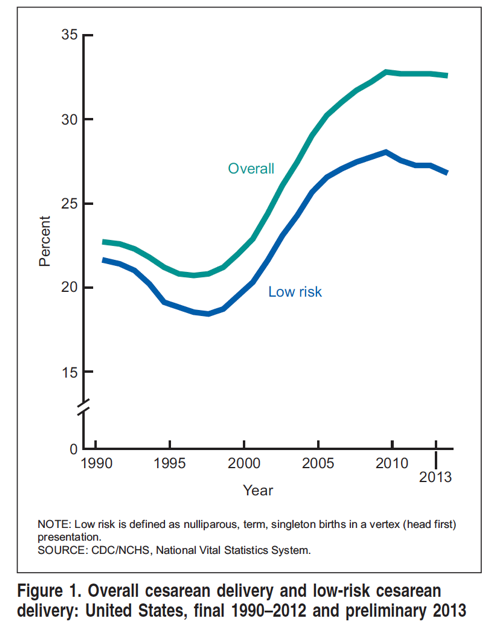 35
30
25
20
15
0
Percent
Overall
Low risk
1990 1995 2000 2005 2010 2013
Year
NOTE: Low risk is defined as nulliparous, term, singleton births in a vertex (head first)
presentation.
SOURCE: CDC/NCHS, National Vital Statistics System.
Figure 1. Overall cesarean delivery and low-risk cesarean
delivery: United States, final 1990–2012 and preliminary 2013